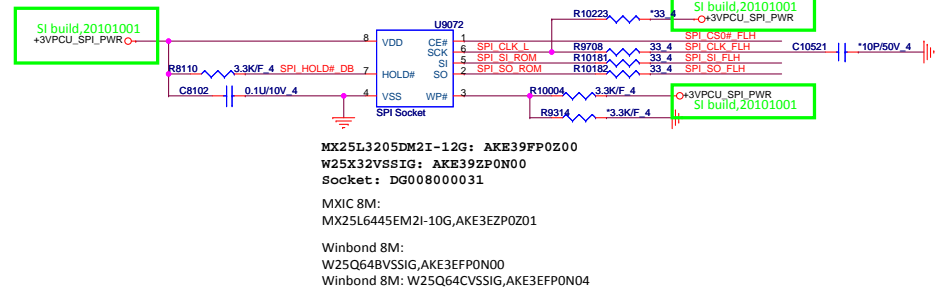 SI build,20101001
+3VPCU_SPI_PWR
R8110
3.3K/F_4
SPI_HOLD#_DB
C8102
0.1U/10V_4
U9072
8 VDD CE# 1
SCK 6
SI 5
7 HOLD# SO 2
4 VSS WP# 3
SPI Socket
R10223 *33_4
SI build,20101001
+3VPCU_SPI_PWR
SPI_CS0#_FLH
SPI_CLK_L R9708 33_4 SPI_CLK_FLH
SPI_SI_ROM R10181 33_4 SPI_SI_FLH
SPI_SO_ROM R10182 33_4 SPI_SO_FLH
C10521 *10P/50V_4
R10004 3.3K/F_4
+3VPCU_SPI_PWR
SI build,20101001
R9314 *3.3K/F_4
MX25L3205DM2I-12G: AKE39FP0Z00
W25X32VSSIG: AKE39ZP0N00
Socket: DG008000031
MXIC 8M:
MX25L6445EM2I-10G,AKE3EZP0Z01
Winbond 8M:
W25Q64BVSSIG,AKE3EFP0N00
Winbond 8M: W25Q64CVSSIG,AKE3EFP0N04